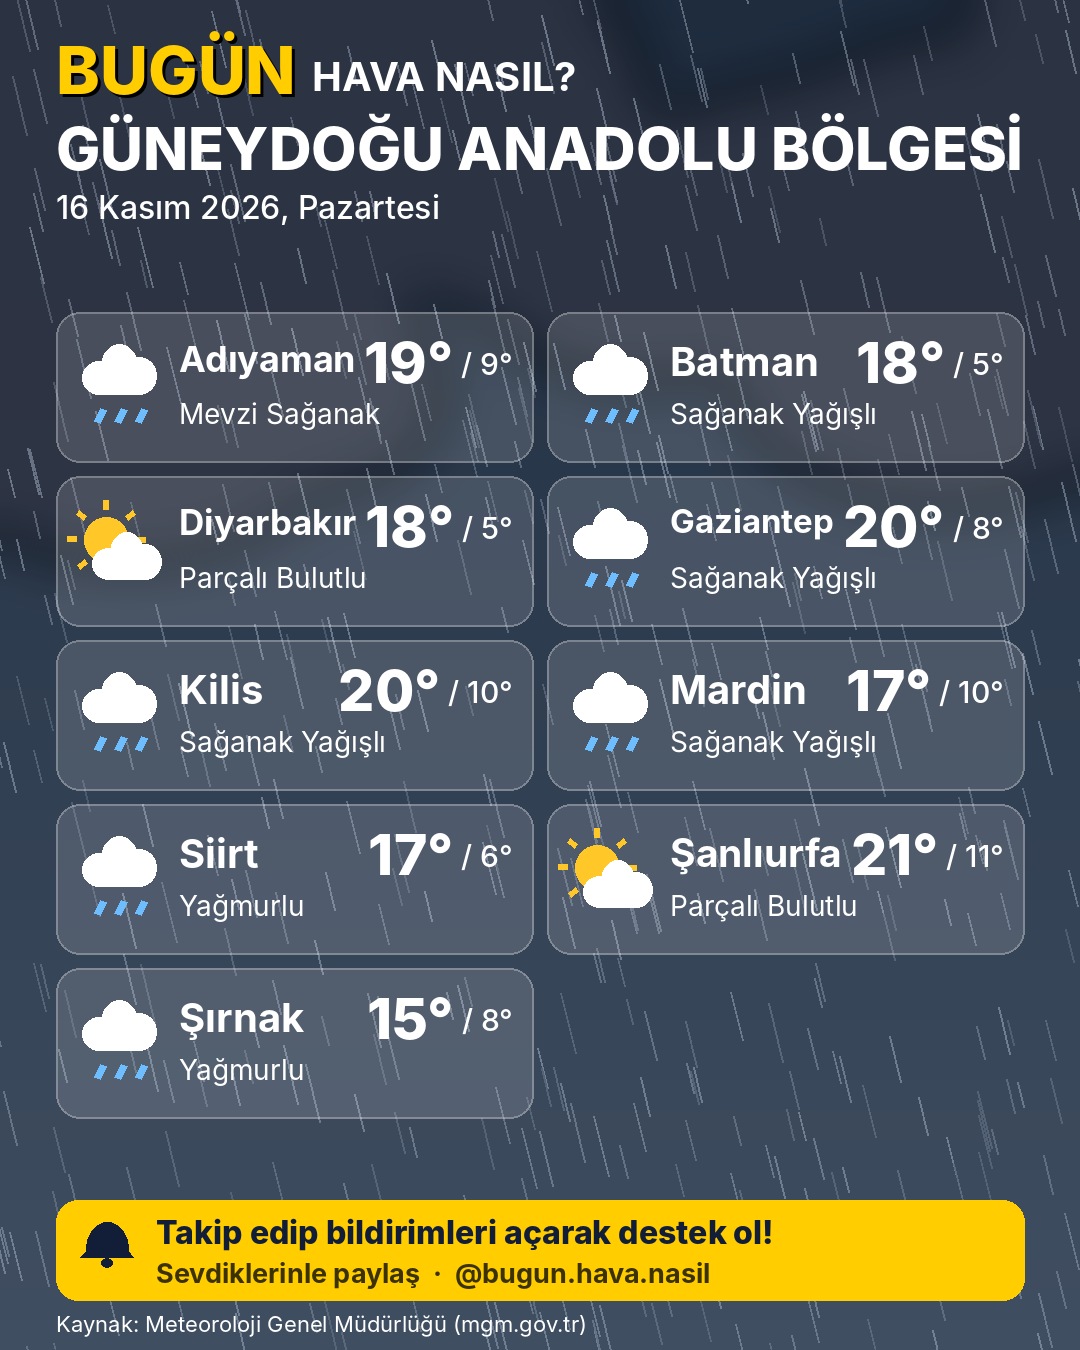 BUGÜN HAVA NASIL?
GÜNEYDOĞU ANADOLU BÖLGESİ
16 Kasım 2026, Pazartesi
Adıyaman 19° / 9°
Mevzi Sağanak
Batman 18° / 5°
Sağanak Yağışlı
Diyarbakır 18° / 5°
Parçalı Bulutlu
Gaziantep 20° / 8°
Sağanak Yağışlı
Kilis 20° / 10°
Sağanak Yağışlı
Mardin 17° / 10°
Sağanak Yağışlı
Siirt 17° / 6°
Yağmurlu
Şanlıurfa 21° / 11°
Parçalı Bulutlu
Şırnak 15° / 8°
Yağmurlu
Takip edip bildirimleri açarak destek ol!
Sevdiklerinle paylaş · @bugun.hava.nasil
Kaynak: Meteoroloji Genel Müdürlüğü (mgm.gov.tr)